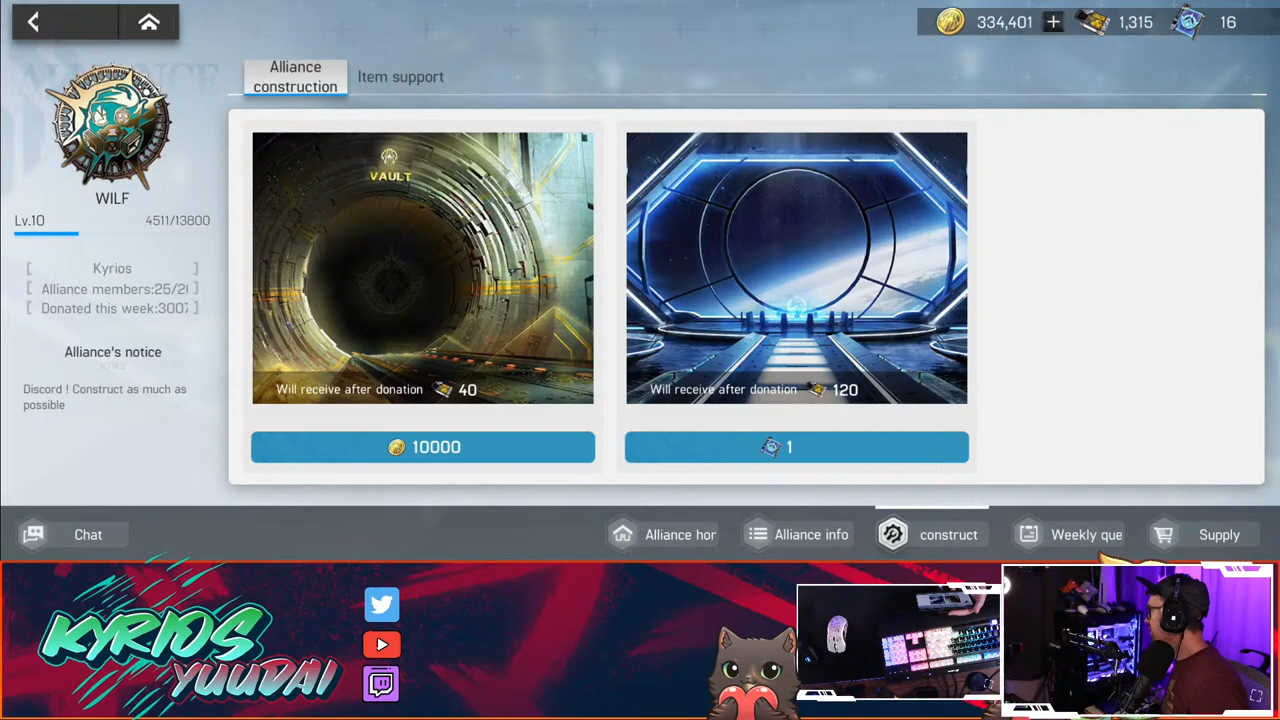 334,401
1,315
16
Alliance
construction
Item support
WILF
Lv.10
4511/13800
Kyrios
Alliance members:25/2
Donated this week:3007
Alliance's notice
Discord ! Construct as much as
possible
VAULT
Will receive after donation 40
10000
Will receive after donation 120
1
Chat
Alliance hor
Alliance info
construct
Weekly que
Supply
KYRIOS
YUUDAI